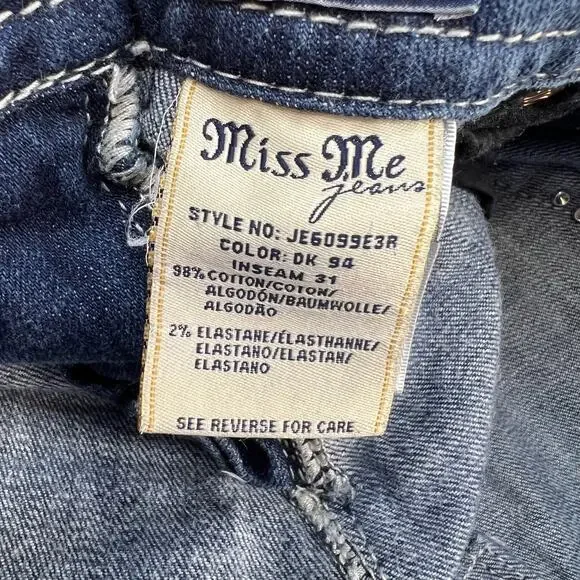 Miss Me
jeans
STYLE NO: JE6099E3R
COLOR: DK 94
INSEAM 31
98% COTTON/COTON/
ALGODÓN/BAUMWOLLE/
ALGODÃO
2% ELASTANE/ÉLASTHANNE/
ELASTANO/ELASTAN/
ELASTANO
SEE REVERSE FOR CARE